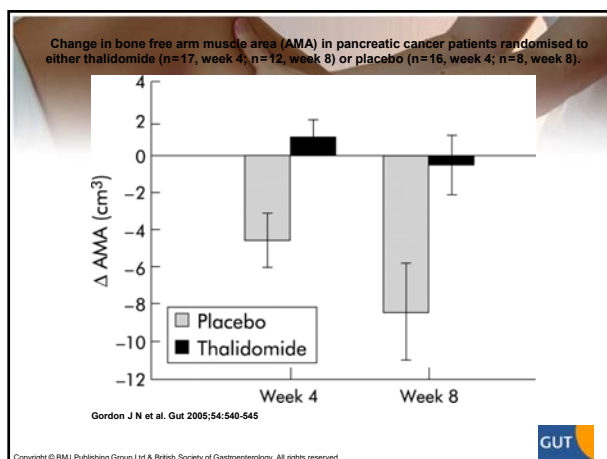 Change in bone free arm muscle area (AMA) in pancreatic cancer patients randomised to
either thalidomide (n=17, week 4; n=12, week 8) or placebo (n=16, week 4; n=8, week 8).
4
2
0
−2
−4
−6
−8
−10
−12
Δ AMA (cm³)
Placebo
Thalidomide
Week 4
Week 8
Gordon J N et al. Gut 2005;54:540-545
GUT
Copyright © BMJ Publishing Group Ltd & British Society of Gastroenterology. All rights reserved.